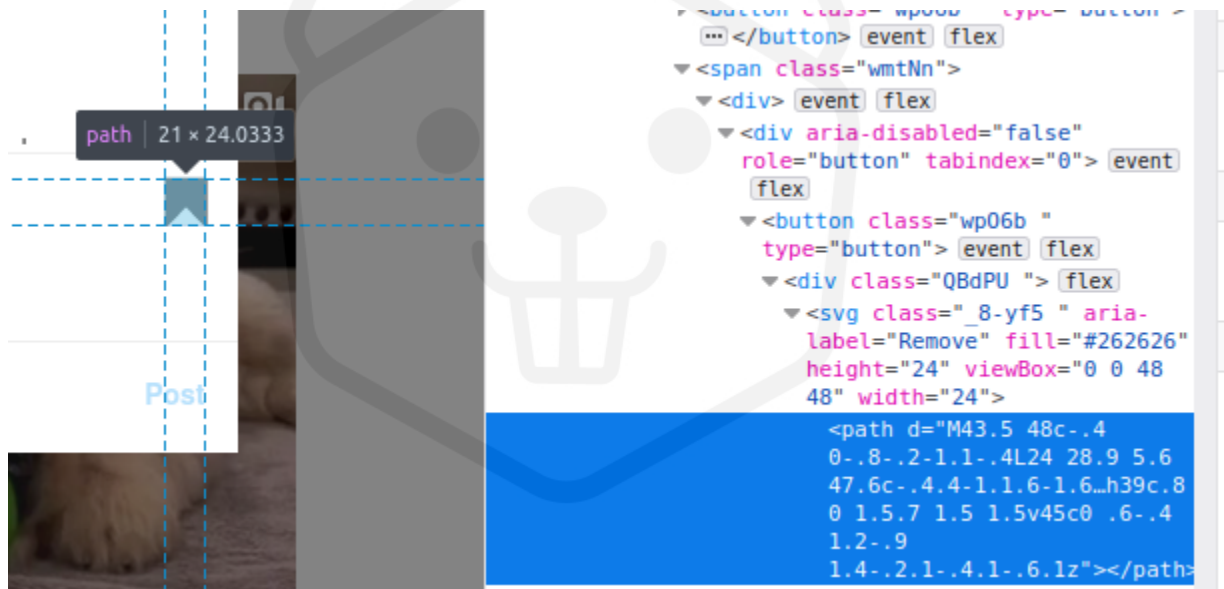 <button class="wpO6b " type="button">
</button> event flex
<span class="wmtNn">
<div> event flex
path 21 × 24.0333
<div aria-disabled="false"
role="button" tabindex="0"> event
flex
<button class="wpO6b "
type="button"> event flex
<div class="QBdPU "> flex
<svg class="_8-yf5 " aria-
label="Remove" fill="#262626"
height="24" viewBox="0 0 48
48" width="24">
Post
<path d="M43.5 48c-.4
0-.8-.2-1.1-.4L24 28.9 5.6
47.6c-.4.4-1.1.6-1.6…h39c.8
0 1.5.7 1.5 1.5v45c0 .6-.4
1.2-.9
1.4-.2.1-.4.1-.6.1z"></path>